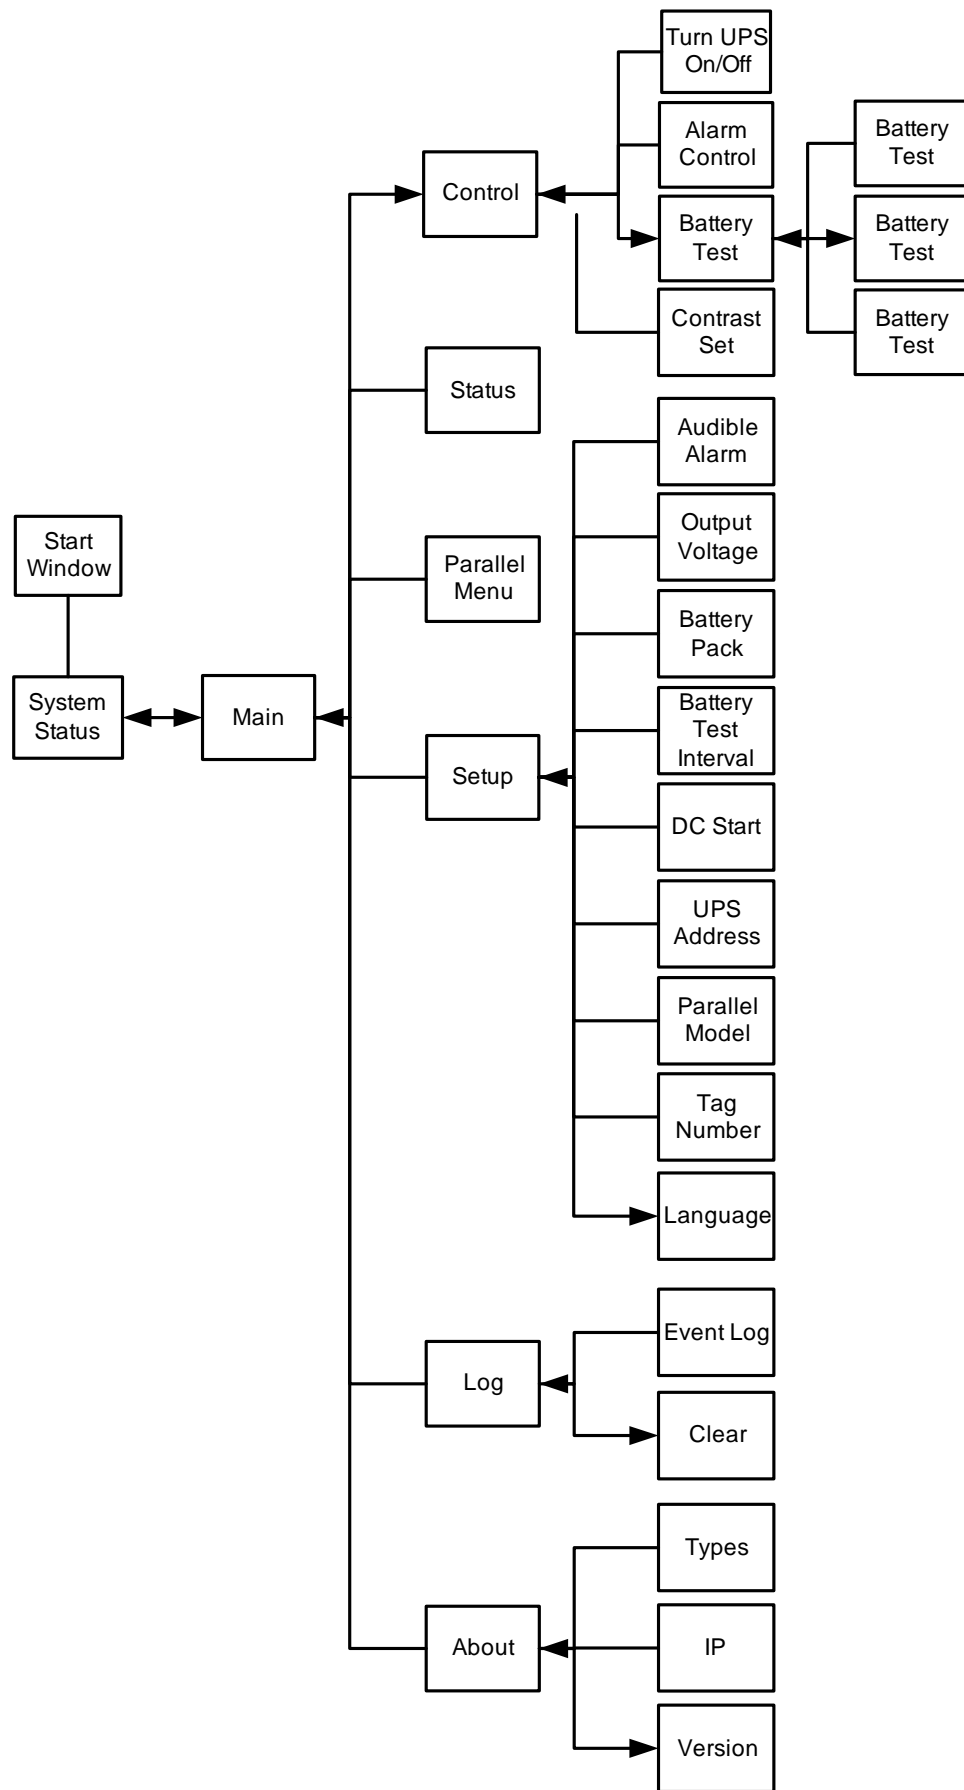 Turn UPS
On/Off
Alarm
Control
Battery
Test
Control
Battery
Test
Battery
Test
Contrast
Set
Battery
Test
Status
Audible
Alarm
Output
Voltage
Start
Window
Parallel
Menu
Battery
Pack
System
Status
Main
Battery
Test
Interval
Setup
DC Start
UPS
Address
Parallel
Model
Tag
Number
Language
Event Log
Log
Clear
Types
About
IP
Version